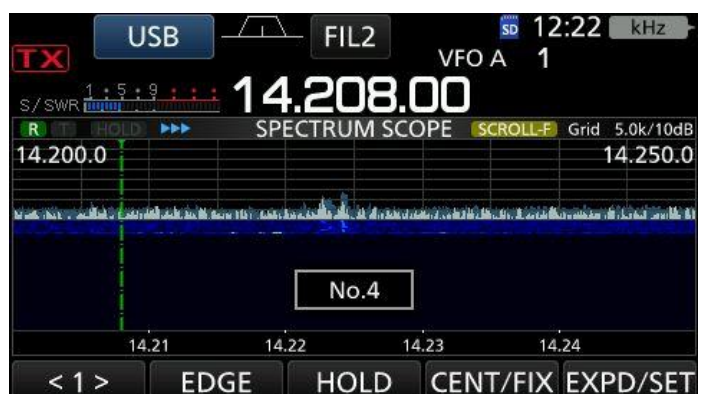 USB FIL2 SD 12:22 kHz
TX VFO A 1
S/SWR 1 5 9 14.208.00
R T HOLD SPECTRUM SCOPE SCROLL-F Grid 5.0k/10dB
14.200.0 14.250.0
No.4
14.21 14.22 14.23 14.24
< 1 > EDGE HOLD CENT/FIX EXPD/SET